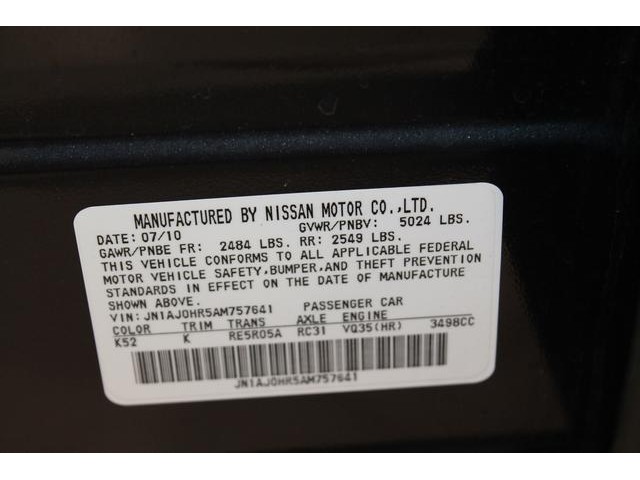 MANUFACTURED BY NISSAN MOTOR CO.,LTD.
DATE: 07/10 GVWR/PNBV: 5024 LBS.
GAWR/PNBE FR: 2484 LBS. RR: 2549 LBS.
THIS VEHICLE CONFORMS TO ALL APPLICABLE FEDERAL
MOTOR VEHICLE SAFETY, BUMPER, AND THEFT PREVENTION
STANDARDS IN EFFECT ON THE DATE OF MANUFACTURE
SHOWN ABOVE.
VIN: JN1AJ0HR5AM757641 PASSENGER CAR
COLOR TRIM TRANS AXLE ENGINE
K52 K RE5R05A RC31 VQ35(HR) 3498CC
JN1AJ0HR5AM757641